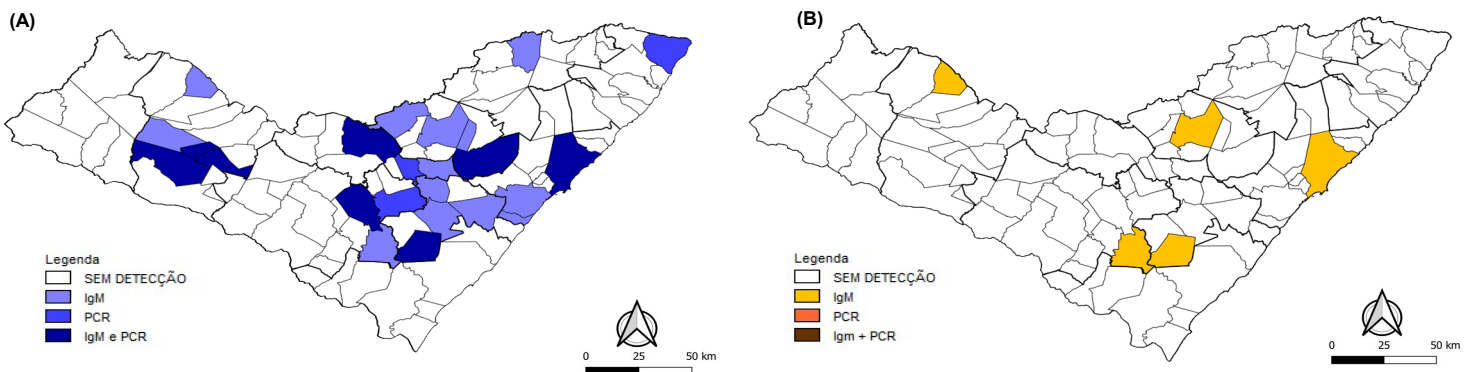 (A)
Legenda
SEM DETECÇÃO
IgM
PCR
IgM e PCR
0 25 50 km
(B)
Legenda
SEM DETECÇÃO
IgM
PCR
Igm + PCR
0 25 50 km